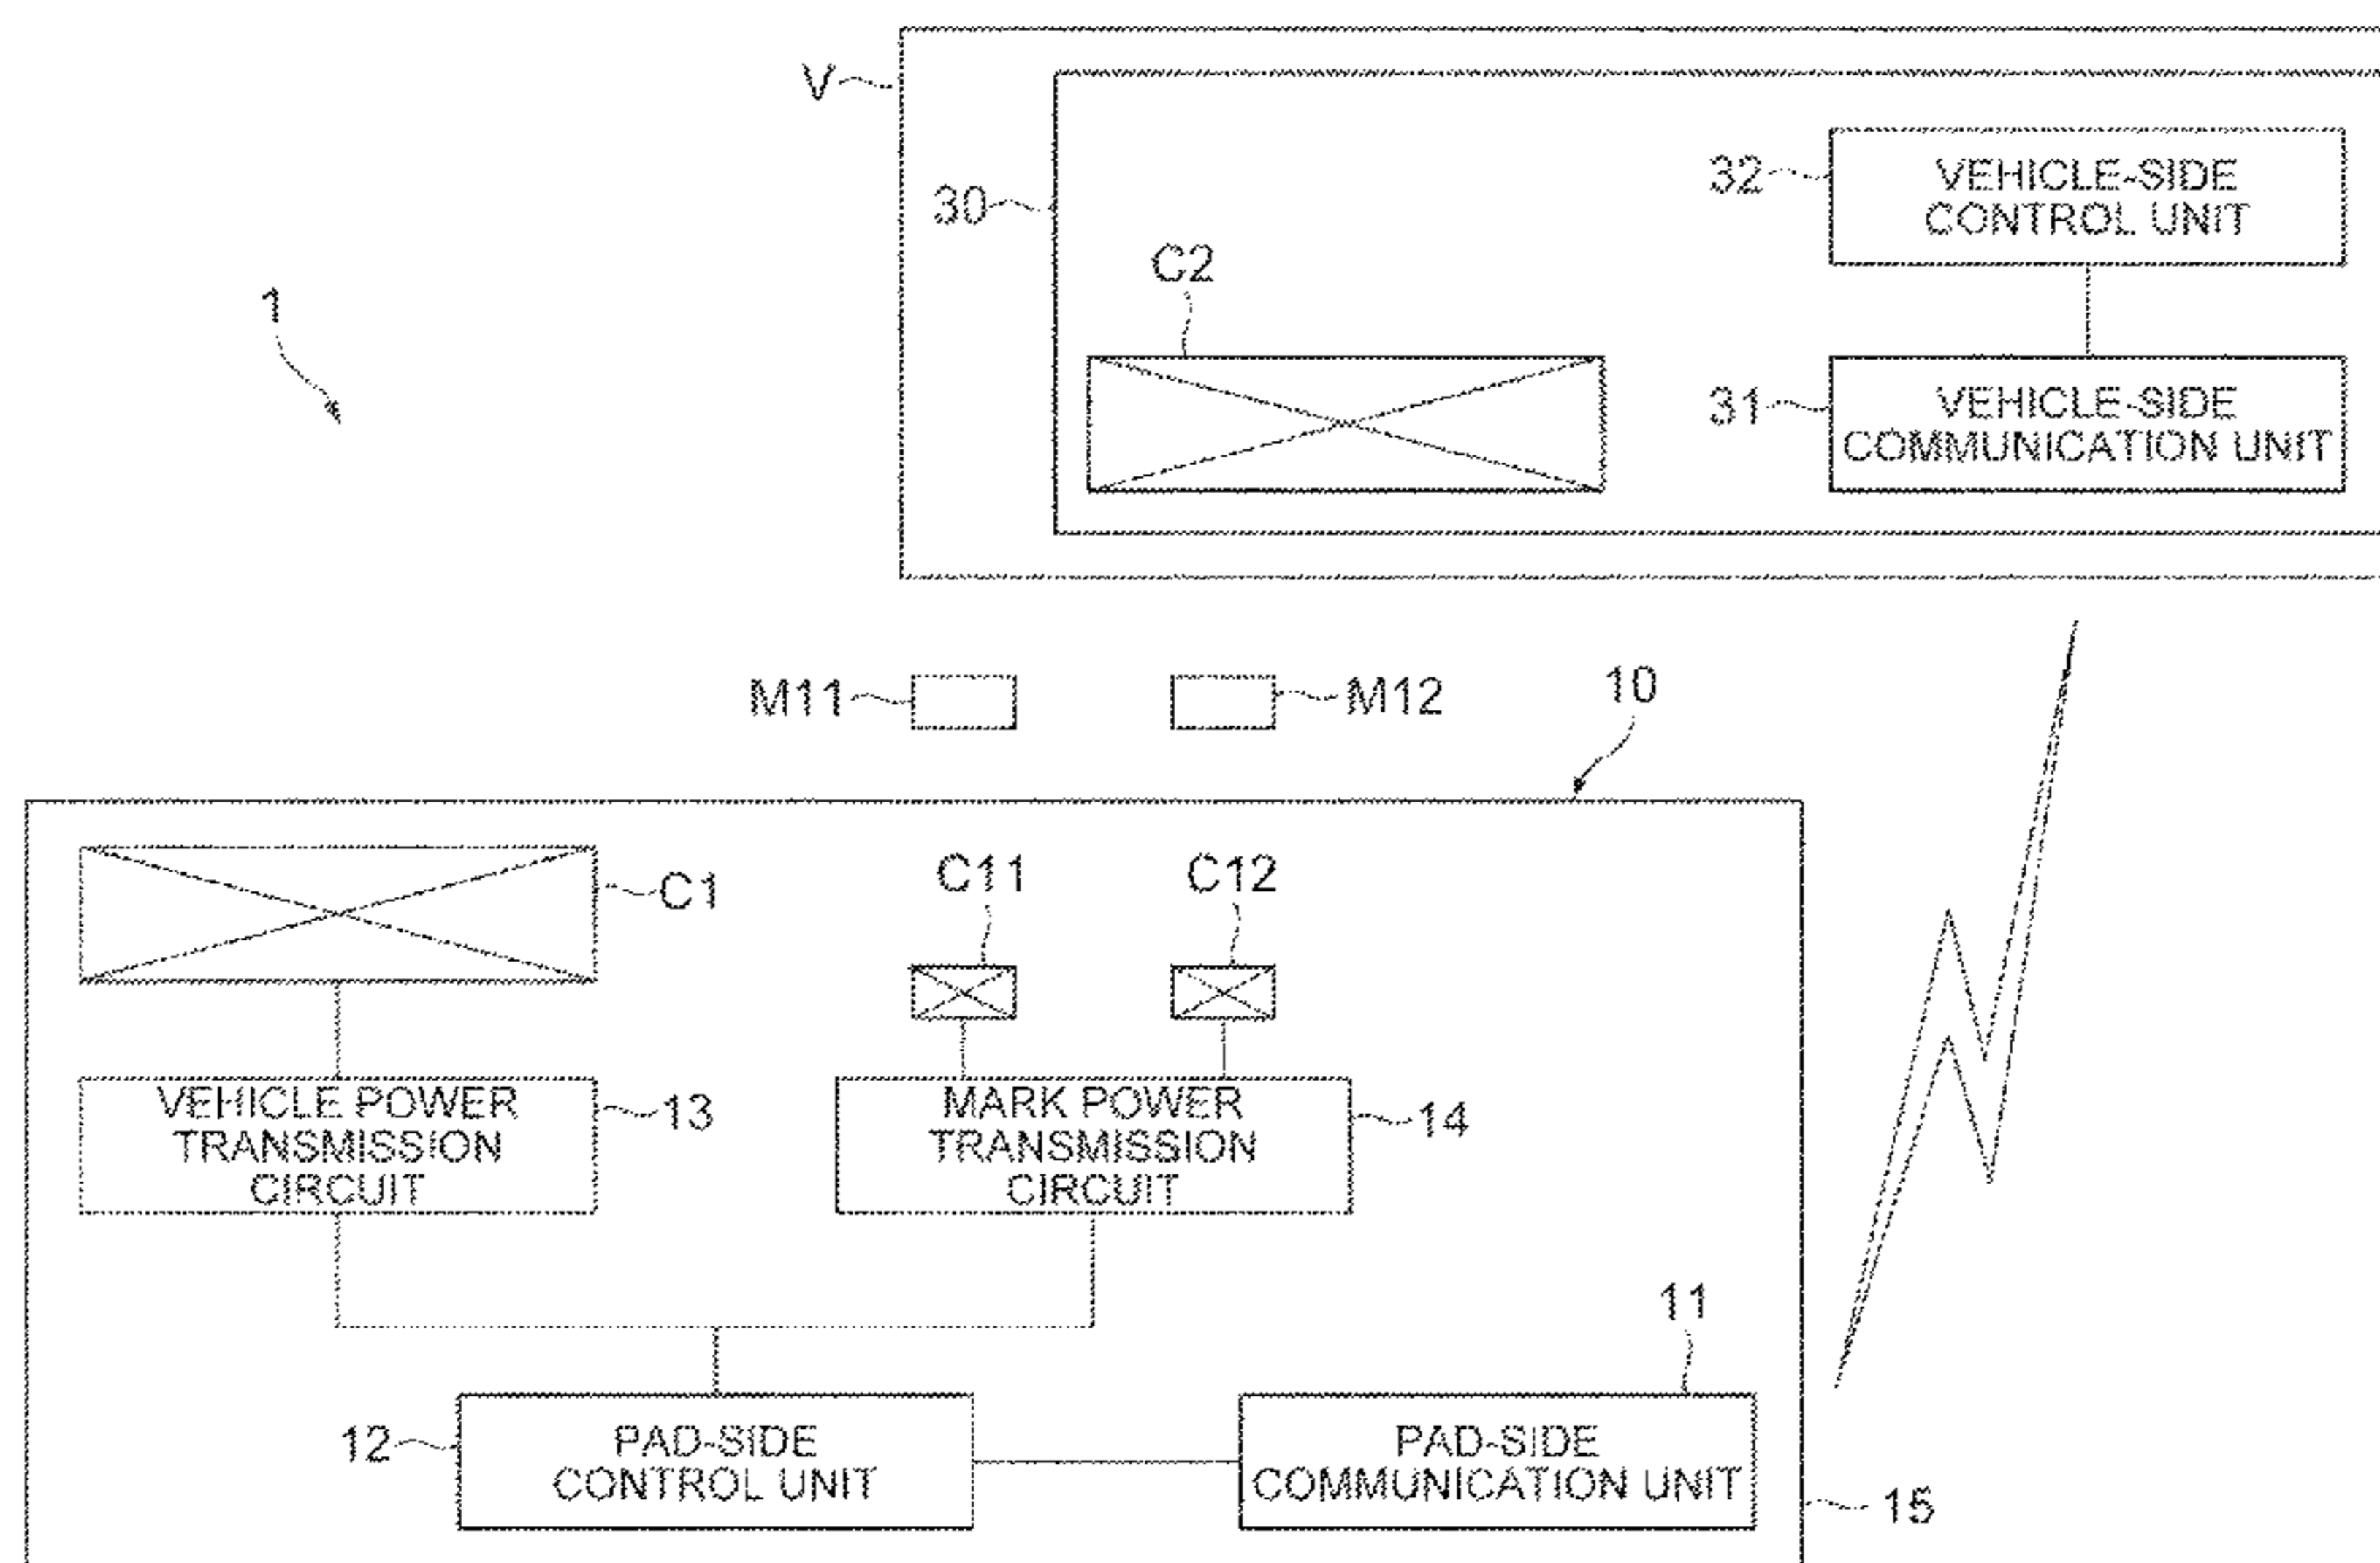 V
30
32
VEHICLE-SIDE
CONTROL UNIT
C2
1
31
VEHICLE-SIDE
COMMUNICATION UNIT
M11
M12
10
C1
C11
C12
VEHICLE POWER
TRANSMISSION
CIRCUIT
13
MARK POWER
TRANSMISSION
CIRCUIT
14
11
12
PAD-SIDE
CONTROL UNIT
PAD-SIDE
COMMUNICATION UNIT
15